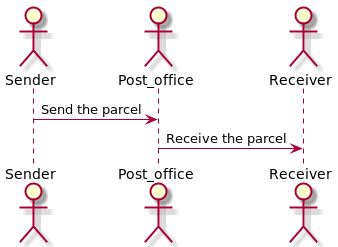 Sender Post_office Receiver
Send the parcel
Receive the parcel
Sender Post_office Receiver